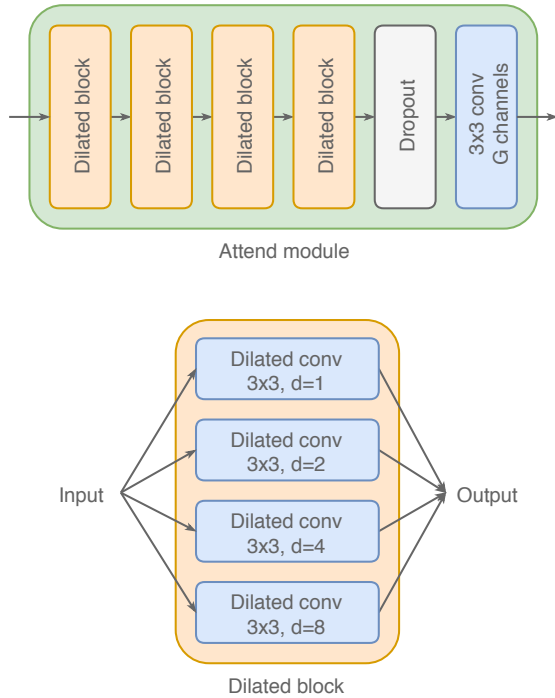 Dilated block
Dilated block
Dilated block
Dilated block
Dropout
3x3 conv
G channels
Attend module
Dilated conv
3x3, d=1
Dilated conv
3x3, d=2
Input
Output
Dilated conv
3x3, d=4
Dilated conv
3x3, d=8
Dilated block